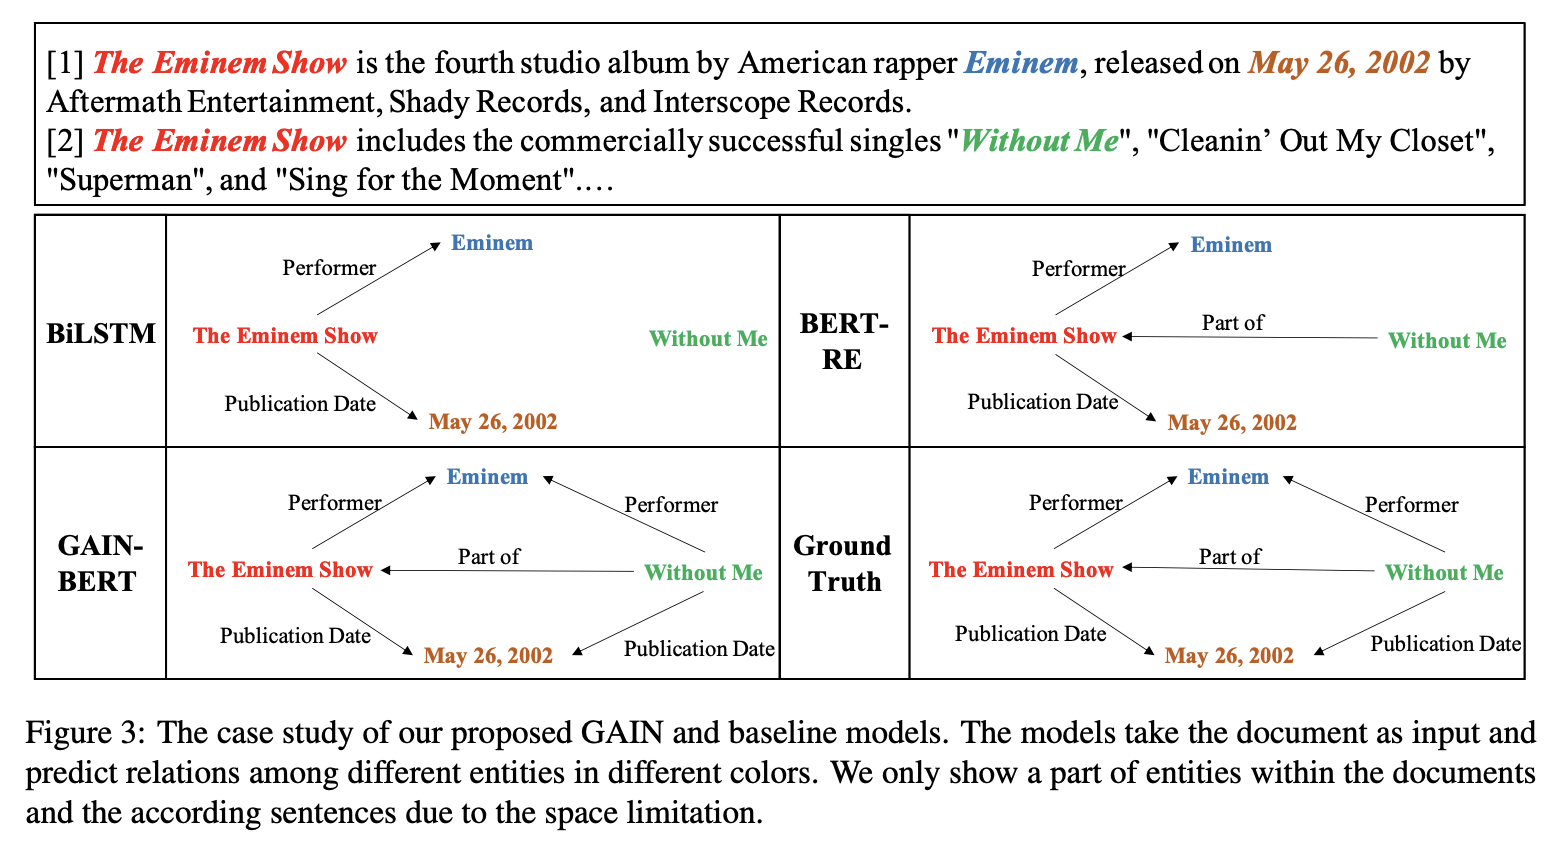 [1] The Eminem Show is the fourth studio album by American rapper Eminem, released on May 26, 2002 by
Aftermath Entertainment, Shady Records, and Interscope Records.
[2] The Eminem Show includes the commercially successful singles "Without Me", "Cleanin’ Out My Closet",
"Superman", and "Sing for the Moment"....
BiLSTM
Eminem
Performer
The Eminem Show
Without Me
Publication Date
May 26, 2002
BERT-
RE
Eminem
Performer
Part of
The Eminem Show
Without Me
Publication Date
May 26, 2002
GAIN-
BERT
Eminem
Performer
Performer
Part of
The Eminem Show
Without Me
Publication Date
Publication Date
May 26, 2002
Ground
Truth
Eminem
Performer
Performer
Part of
The Eminem Show
Without Me
Publication Date
Publication Date
May 26, 2002
Figure 3: The case study of our proposed GAIN and baseline models. The models take the document as input and
predict relations among different entities in different colors. We only show a part of entities within the documents
and the according sentences due to the space limitation.